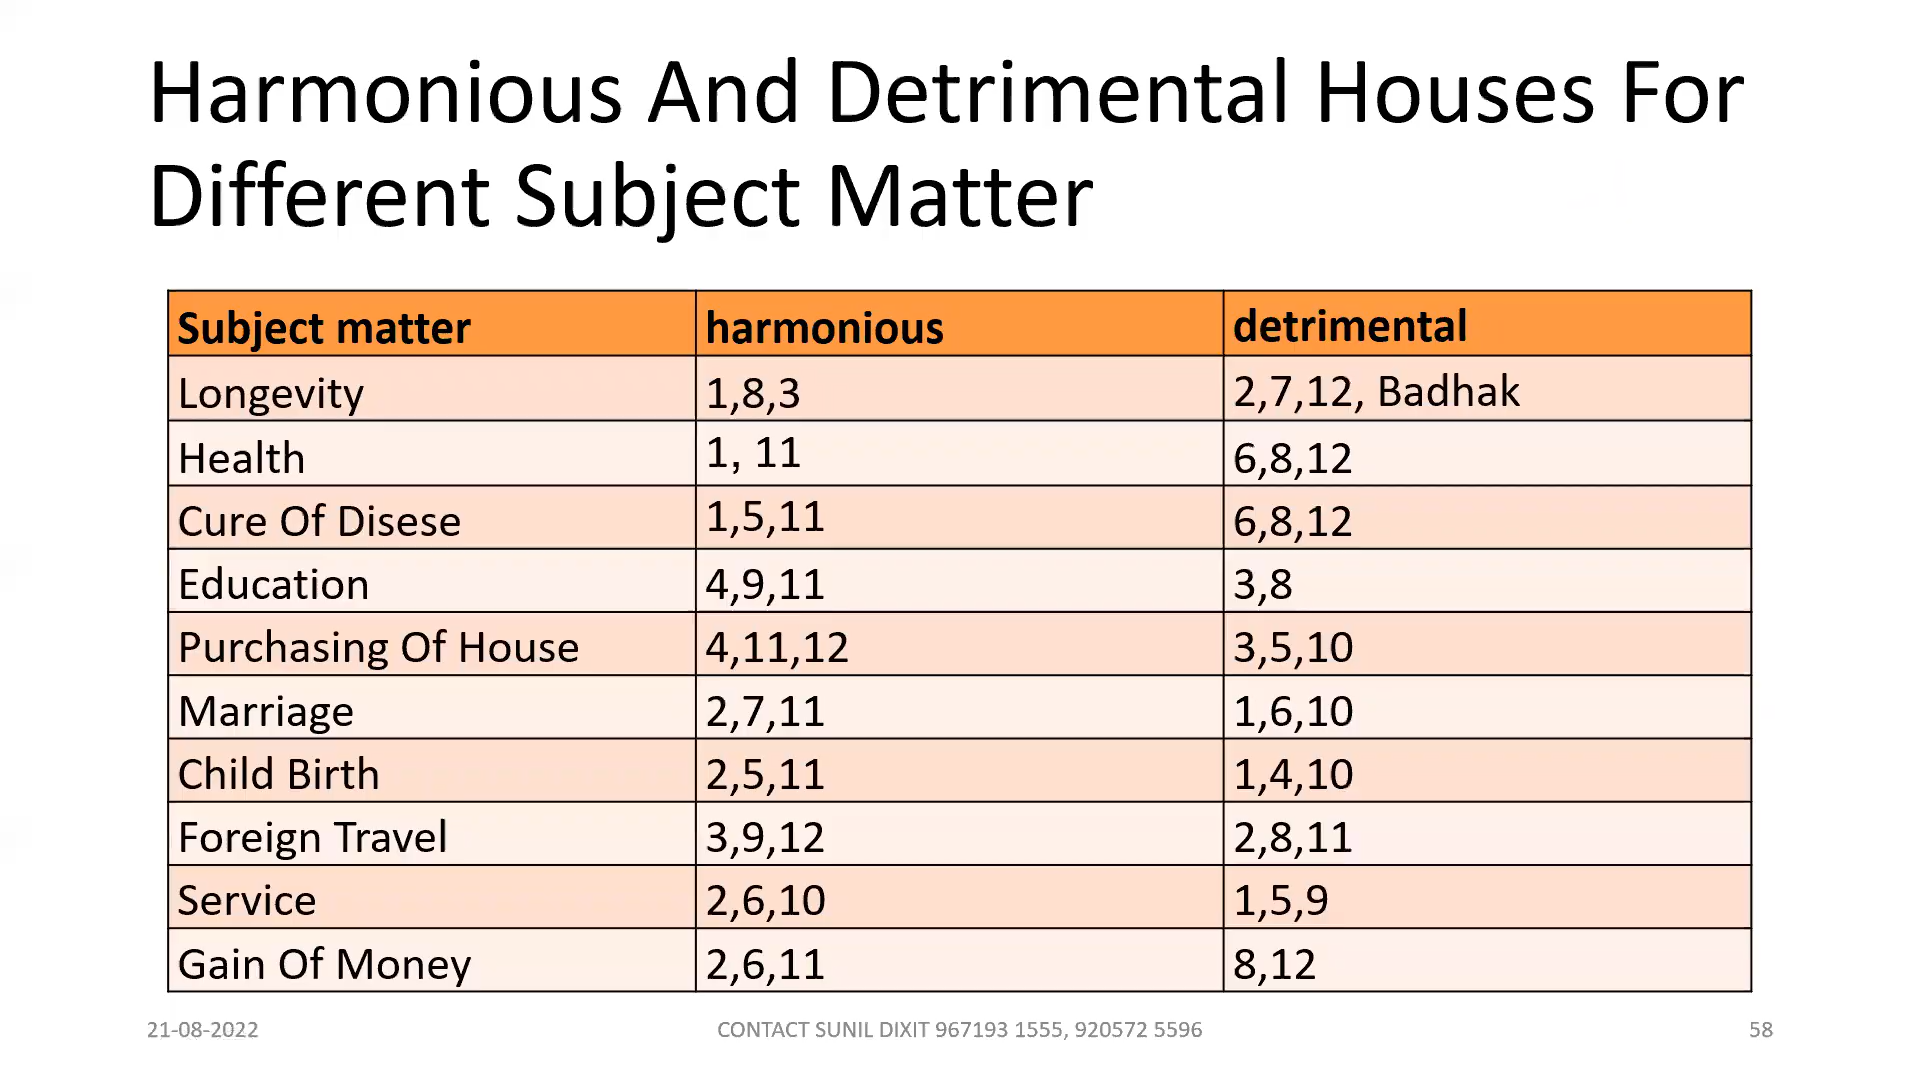 Harmonious And Detrimental Houses For
Different Subject Matter
Subject matter harmonious detrimental
Longevity 1,8,3 2,7,12, Badhak
Health 1, 11 6,8,12
Cure Of Disese 1,5,11 6,8,12
Education 4,9,11 3,8
Purchasing Of House 4,11,12 3,5,10
Marriage 2,7,11 1,6,10
Child Birth 2,5,11 1,4,10
Foreign Travel 3,9,12 2,8,11
Service 2,6,10 1,5,9
Gain Of Money 2,6,11 8,12
21-08-2022 CONTACT SUNIL DIXIT 967193 1555, 920572 5596 58